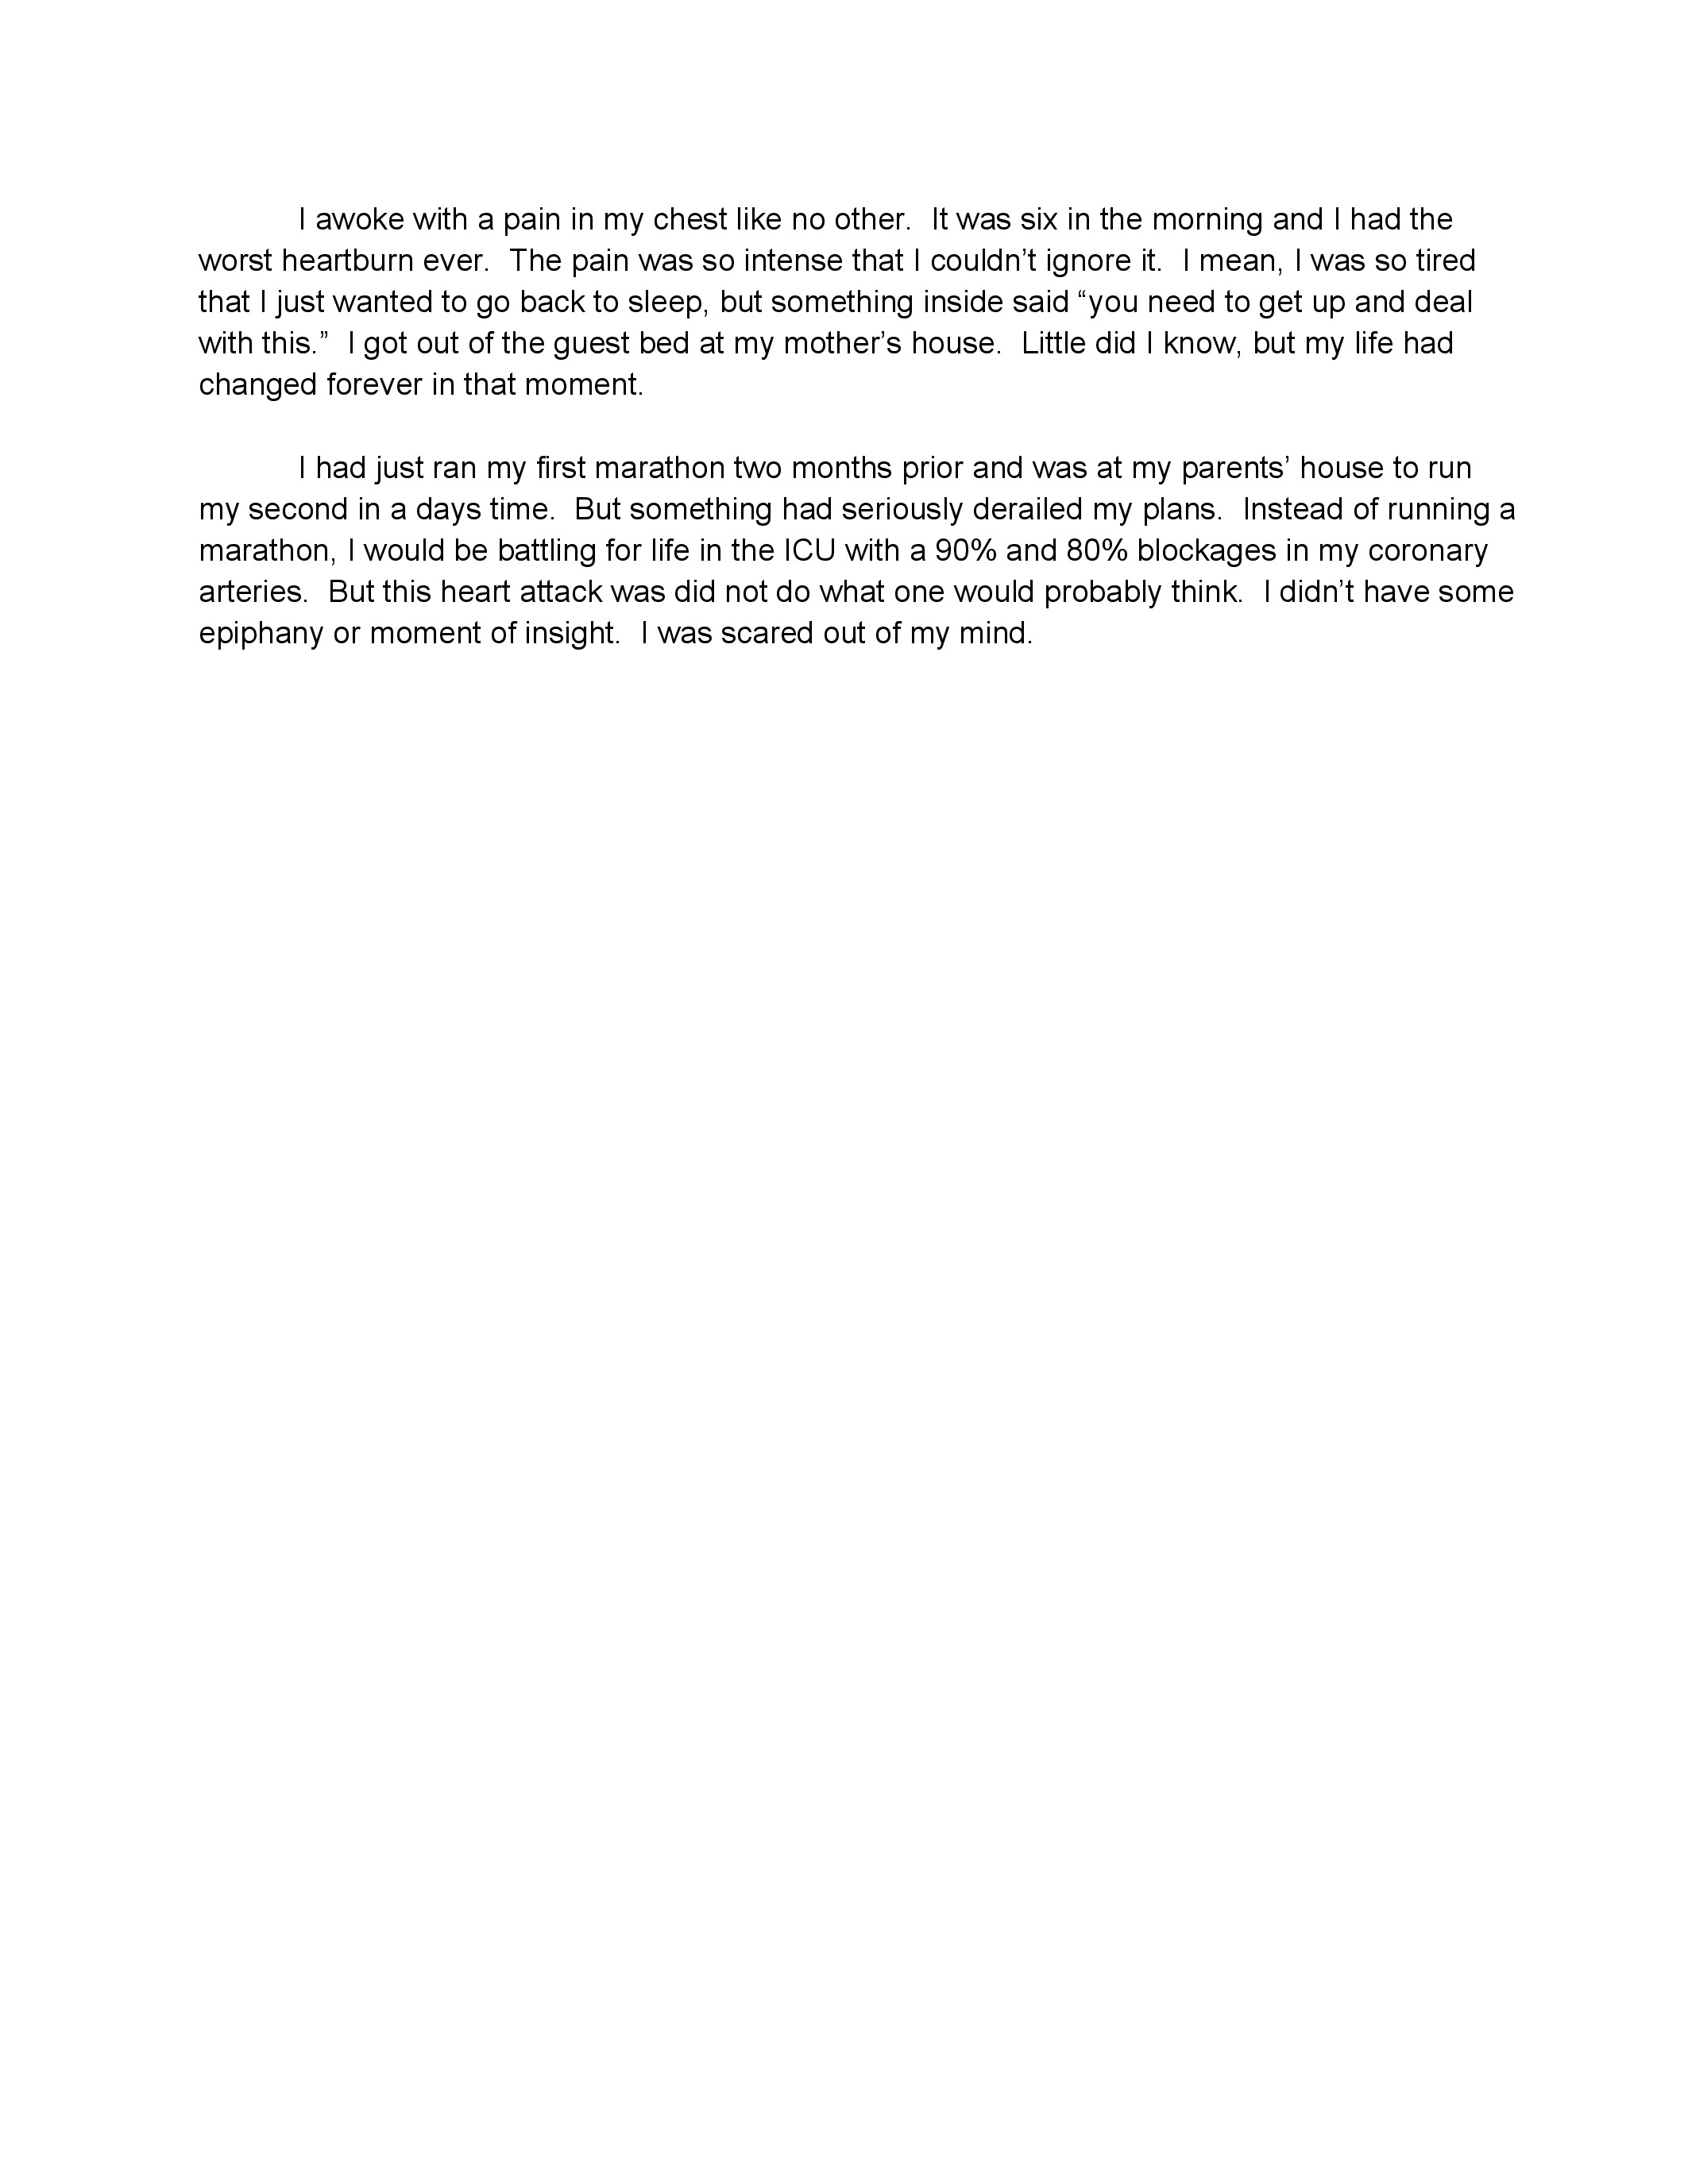 I awoke with a pain in my chest like no other.  It was six in the morning and I had the
worst heartburn ever.  The pain was so intense that I couldn’t ignore it.  I mean, I was so tired
that I just wanted to go back to sleep, but something inside said “you need to get up and deal
with this.”  I got out of the guest bed at my mother’s house.  Little did I know, but my life had
changed forever in that moment.
I had just ran my first marathon two months prior and was at my parents’ house to run
my second in a days time.  But something had seriously derailed my plans.  Instead of running a
marathon, I would be battling for life in the ICU with a 90% and 80% blockages in my coronary
arteries.  But this heart attack was did not do what one would probably think.  I didn’t have some
epiphany or moment of insight.  I was scared out of my mind.